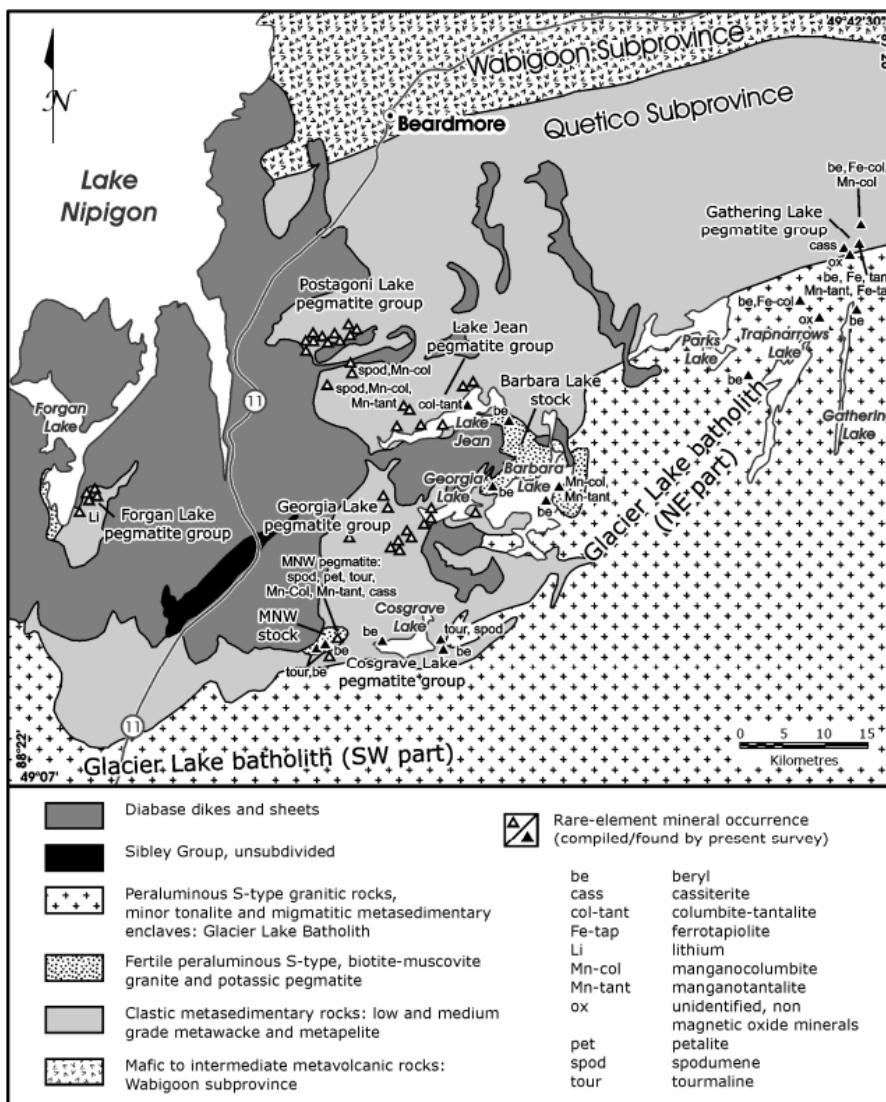 49°42'30"
Wabigoon Subprovince
N
Beardmore
Quetico Subprovince
Lake
Nipigon
be, Fe-col,
Mn-col
Gathering Lake
pegmatite group
cass
ox
be, Fe, tan
Mn-tant, Fe-ta
Postagoni Lake
pegmatite group
be,Fe-col
ox
be
Lake Jean
pegmatite group
Parks
Lake
Trapnarrows
Lake
spod,Mn-col
spod,Mn-col,
Mn-tant
col-tant
Barbara Lake
stock
be
be
Forgan
Lake
11
Lake
Jean
Gatherin
Lake
Georgia
Lake
Barbara
Lake
Mn-col,
Mn-tant
be
be
Glacier Lake batholith
(NE part)
Li
Forgan Lake
pegmatite group
Georgia Lake
pegmatite group
MNW pegmatite:
spod, pet, tour,
Mn-Col, Mn-tant, cass
MNW
stock
Cosgrave
Lake
be
tour, spod
be
be
tour,be
Cosgrave Lake
pegmatite group
11
0 5 10 15
Kilometres
88°22'
49°07'
Glacier Lake batholith (SW part)
Diabase dikes and sheets
Sibley Group, unsubdivided
Peraluminous S-type granitic rocks,
minor tonalite and migmatitic metasedimentary
enclaves: Glacier Lake Batholith
Fertile peraluminous S-type, biotite-muscovite
granite and potassic pegmatite
Clastic metasedimentary rocks: low and medium
grade metawacke and metapelite
Mafic to intermediate metavolcanic rocks:
Wabigoon subprovince
Rare-element mineral occurrence
(compiled/found by present survey)
be beryl
cass cassiterite
col-tant columbite-tantalite
Fe-tap ferrotapiolite
Li lithium
Mn-col manganocolumbite
Mn-tant manganotantalite
ox unidentified, non
magnetic oxide minerals
pet petalite
spod spodumene
tour tourmaline